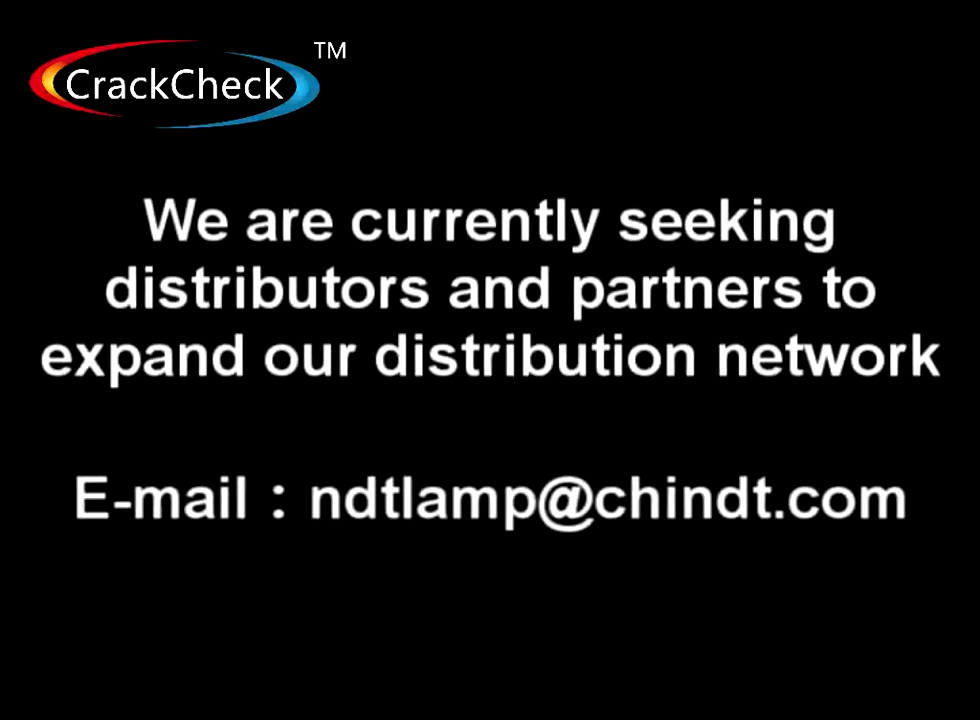 CrackCheck TM
We are currently seeking
distributors and partners to
expand our distribution network
E-mail：ndtlamp@chindt.com